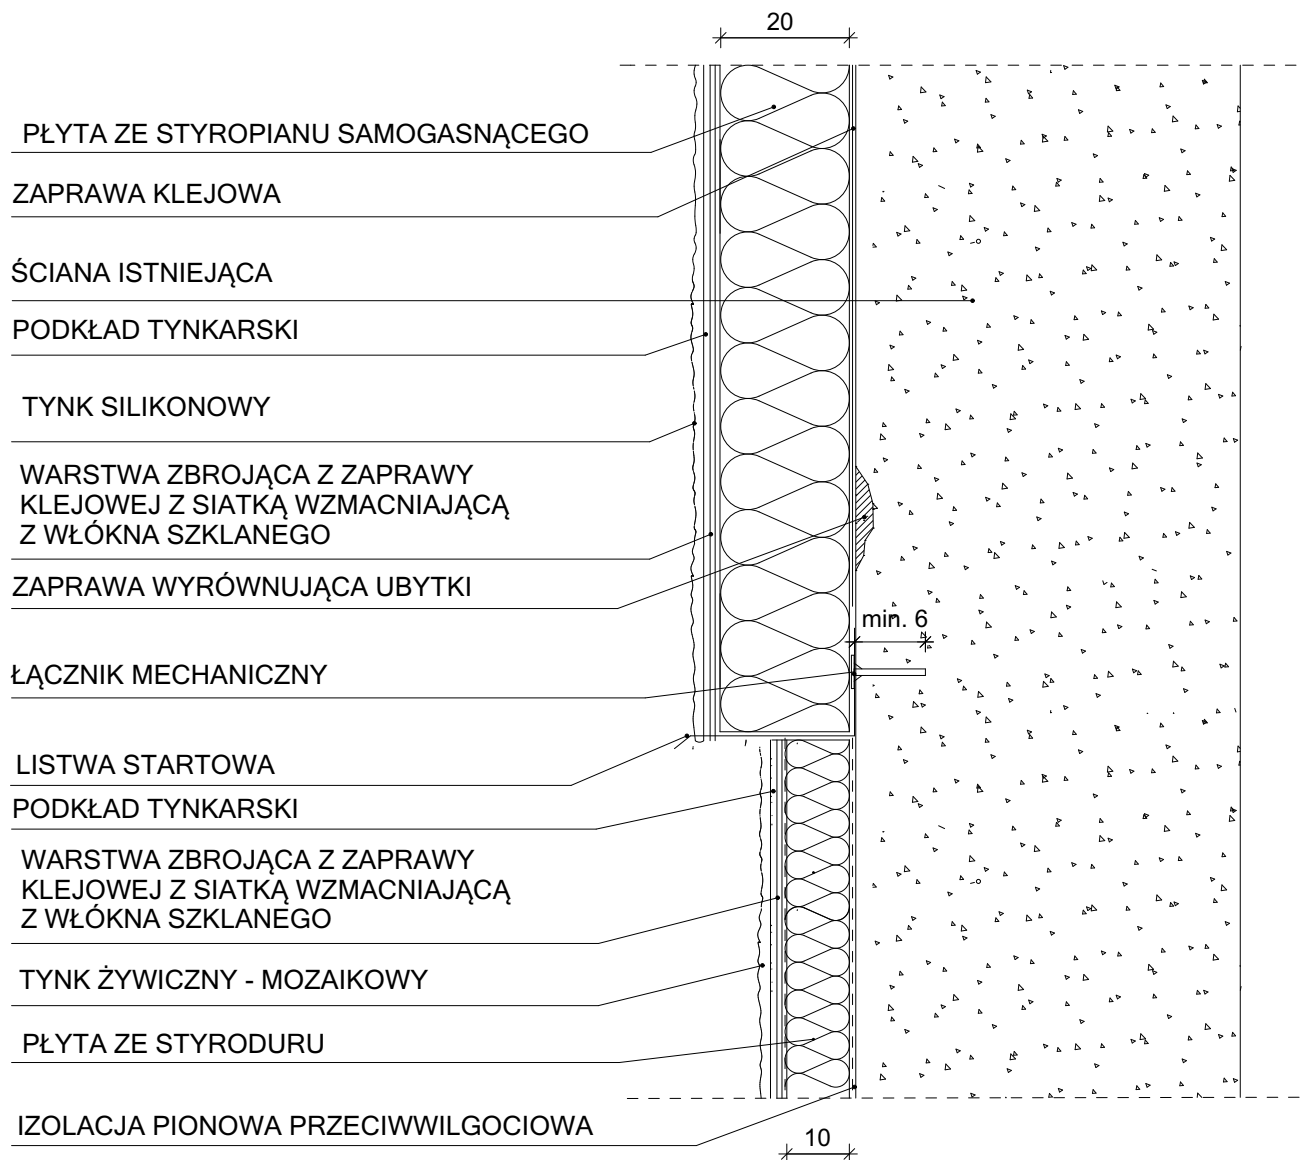 20
PŁYTA ZE STYROPIANU SAMOGASNĄCEGO
ZAPRAWA KLEJOWA
ŚCIANA ISTNIEJĄCA
PODKŁAD TYNKARSKI
TYNK SILIKONOWY
WARSTWA ZBROJĄCA Z ZAPRAWY
KLEJOWEJ Z SIATKĄ WZMACNIAJĄCĄ
Z WŁÓKNA SZKLANEGO
ZAPRAWA WYRÓWNUJĄCA UBYTKI
min. 6
ŁĄCZNIK MECHANICZNY
LISTWA STARTOWA
PODKŁAD TYNKARSKI
WARSTWA ZBROJĄCA Z ZAPRAWY
KLEJOWEJ Z SIATKĄ WZMACNIAJĄCĄ
Z WŁÓKNA SZKLANEGO
TYNK ŻYWICZNY - MOZAIKOWY
PŁYTA ZE STYRODURU
IZOLACJA PIONOWA PRZECIWWILGOCIOWA
10